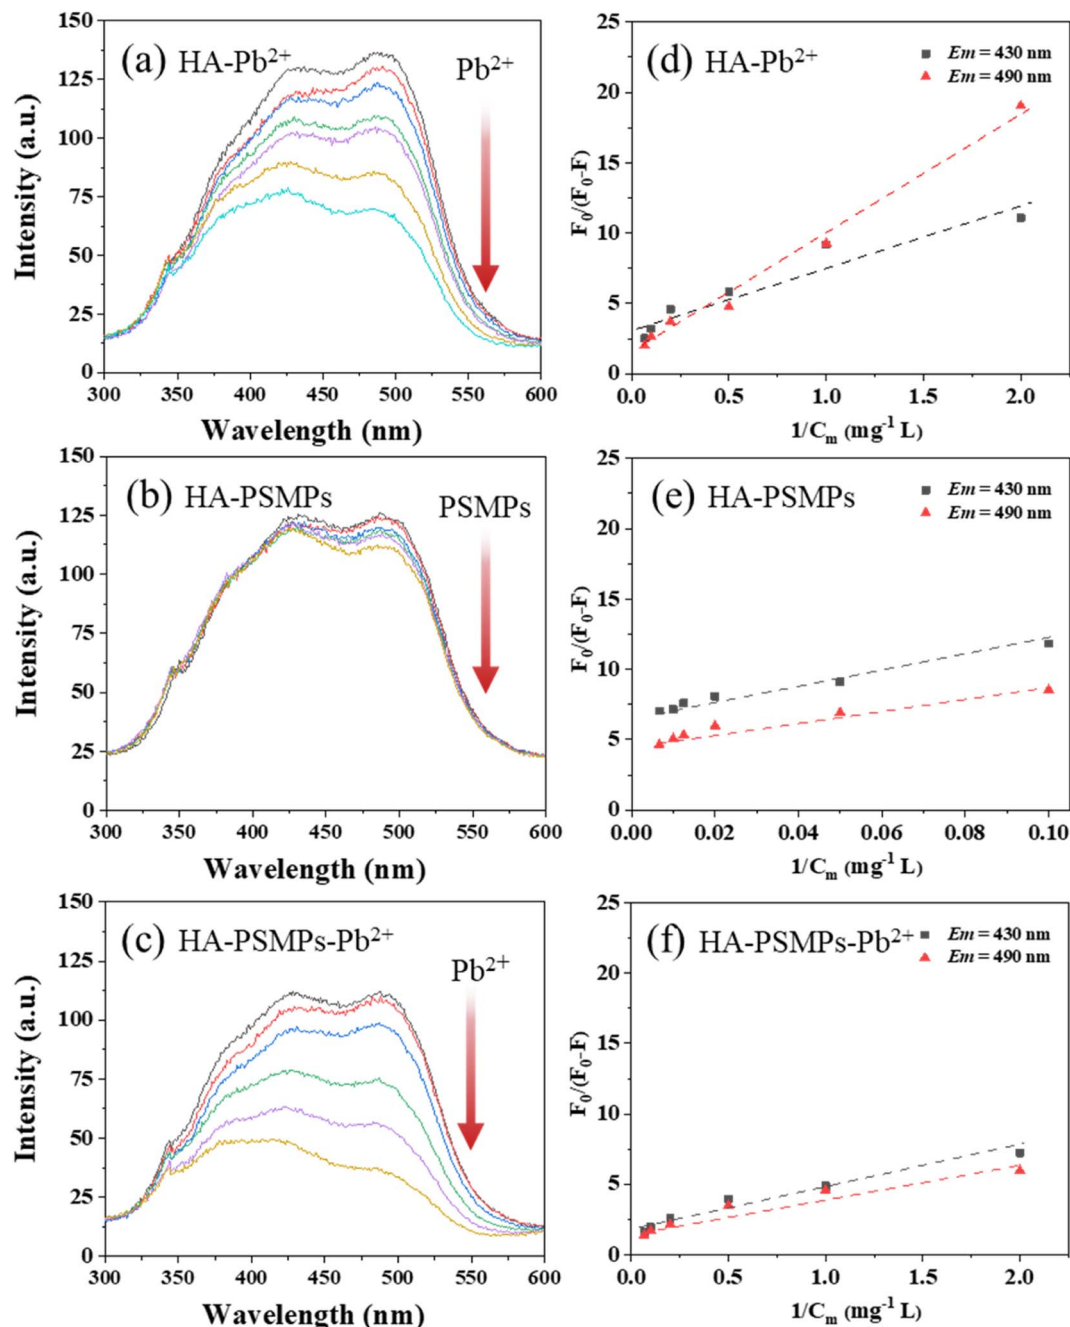 (a) HA-Pb²⁺
Pb²⁺
150
125
100
75
50
25
0
Intensity (a.u.)
300 350 400 450 500 550 600
Wavelength (nm)
(d) HA-Pb²⁺
Em = 430 nm
Em = 490 nm
25
20
15
10
5
0
F₀/(F₀-F)
0.0 0.5 1.0 1.5 2.0
1/Cₘ (mg⁻¹ L)
(b) HA-PSMPs
PSMPs
150
125
100
75
50
25
0
Intensity (a.u.)
300 350 400 450 500 550 600
Wavelength (nm)
(e) HA-PSMPs
Em = 430 nm
Em = 490 nm
25
20
15
10
5
0
F₀/(F₀-F)
0.00 0.02 0.04 0.06 0.08 0.10
1/Cₘ (mg⁻¹ L)
(c) HA-PSMPs-Pb²⁺
Pb²⁺
150
125
100
75
50
25
0
Intensity (a.u.)
300 350 400 450 500 550 600
Wavelength (nm)
(f) HA-PSMPs-Pb²⁺
Em = 430 nm
Em = 490 nm
25
20
15
10
5
0
F₀/(F₀-F)
0.0 0.5 1.0 1.5 2.0
1/Cₘ (mg⁻¹ L)